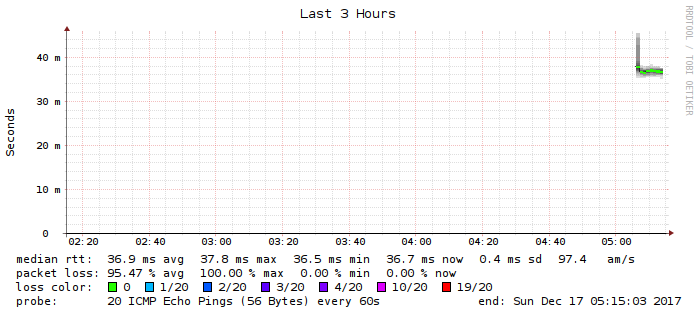 Last 3 Hours
RRDTOOL / TOBI OETIKER
Seconds
40 m
30 m
20 m
10 m
0
02:20 02:40 03:00 03:20 03:40 04:00 04:20 04:40 05:00
median rtt: 36.9 ms avg 37.8 ms max 36.5 ms min 36.7 ms now 0.4 ms sd 97.4 am/s
packet loss: 95.47 % avg 100.00 % max 0.00 % min 0.00 % now
loss color: 0 1/20 2/20 3/20 4/20 10/20 19/20
probe: 20 ICMP Echo Pings (56 Bytes) every 60s end: Sun Dec 17 05:15:03 2017